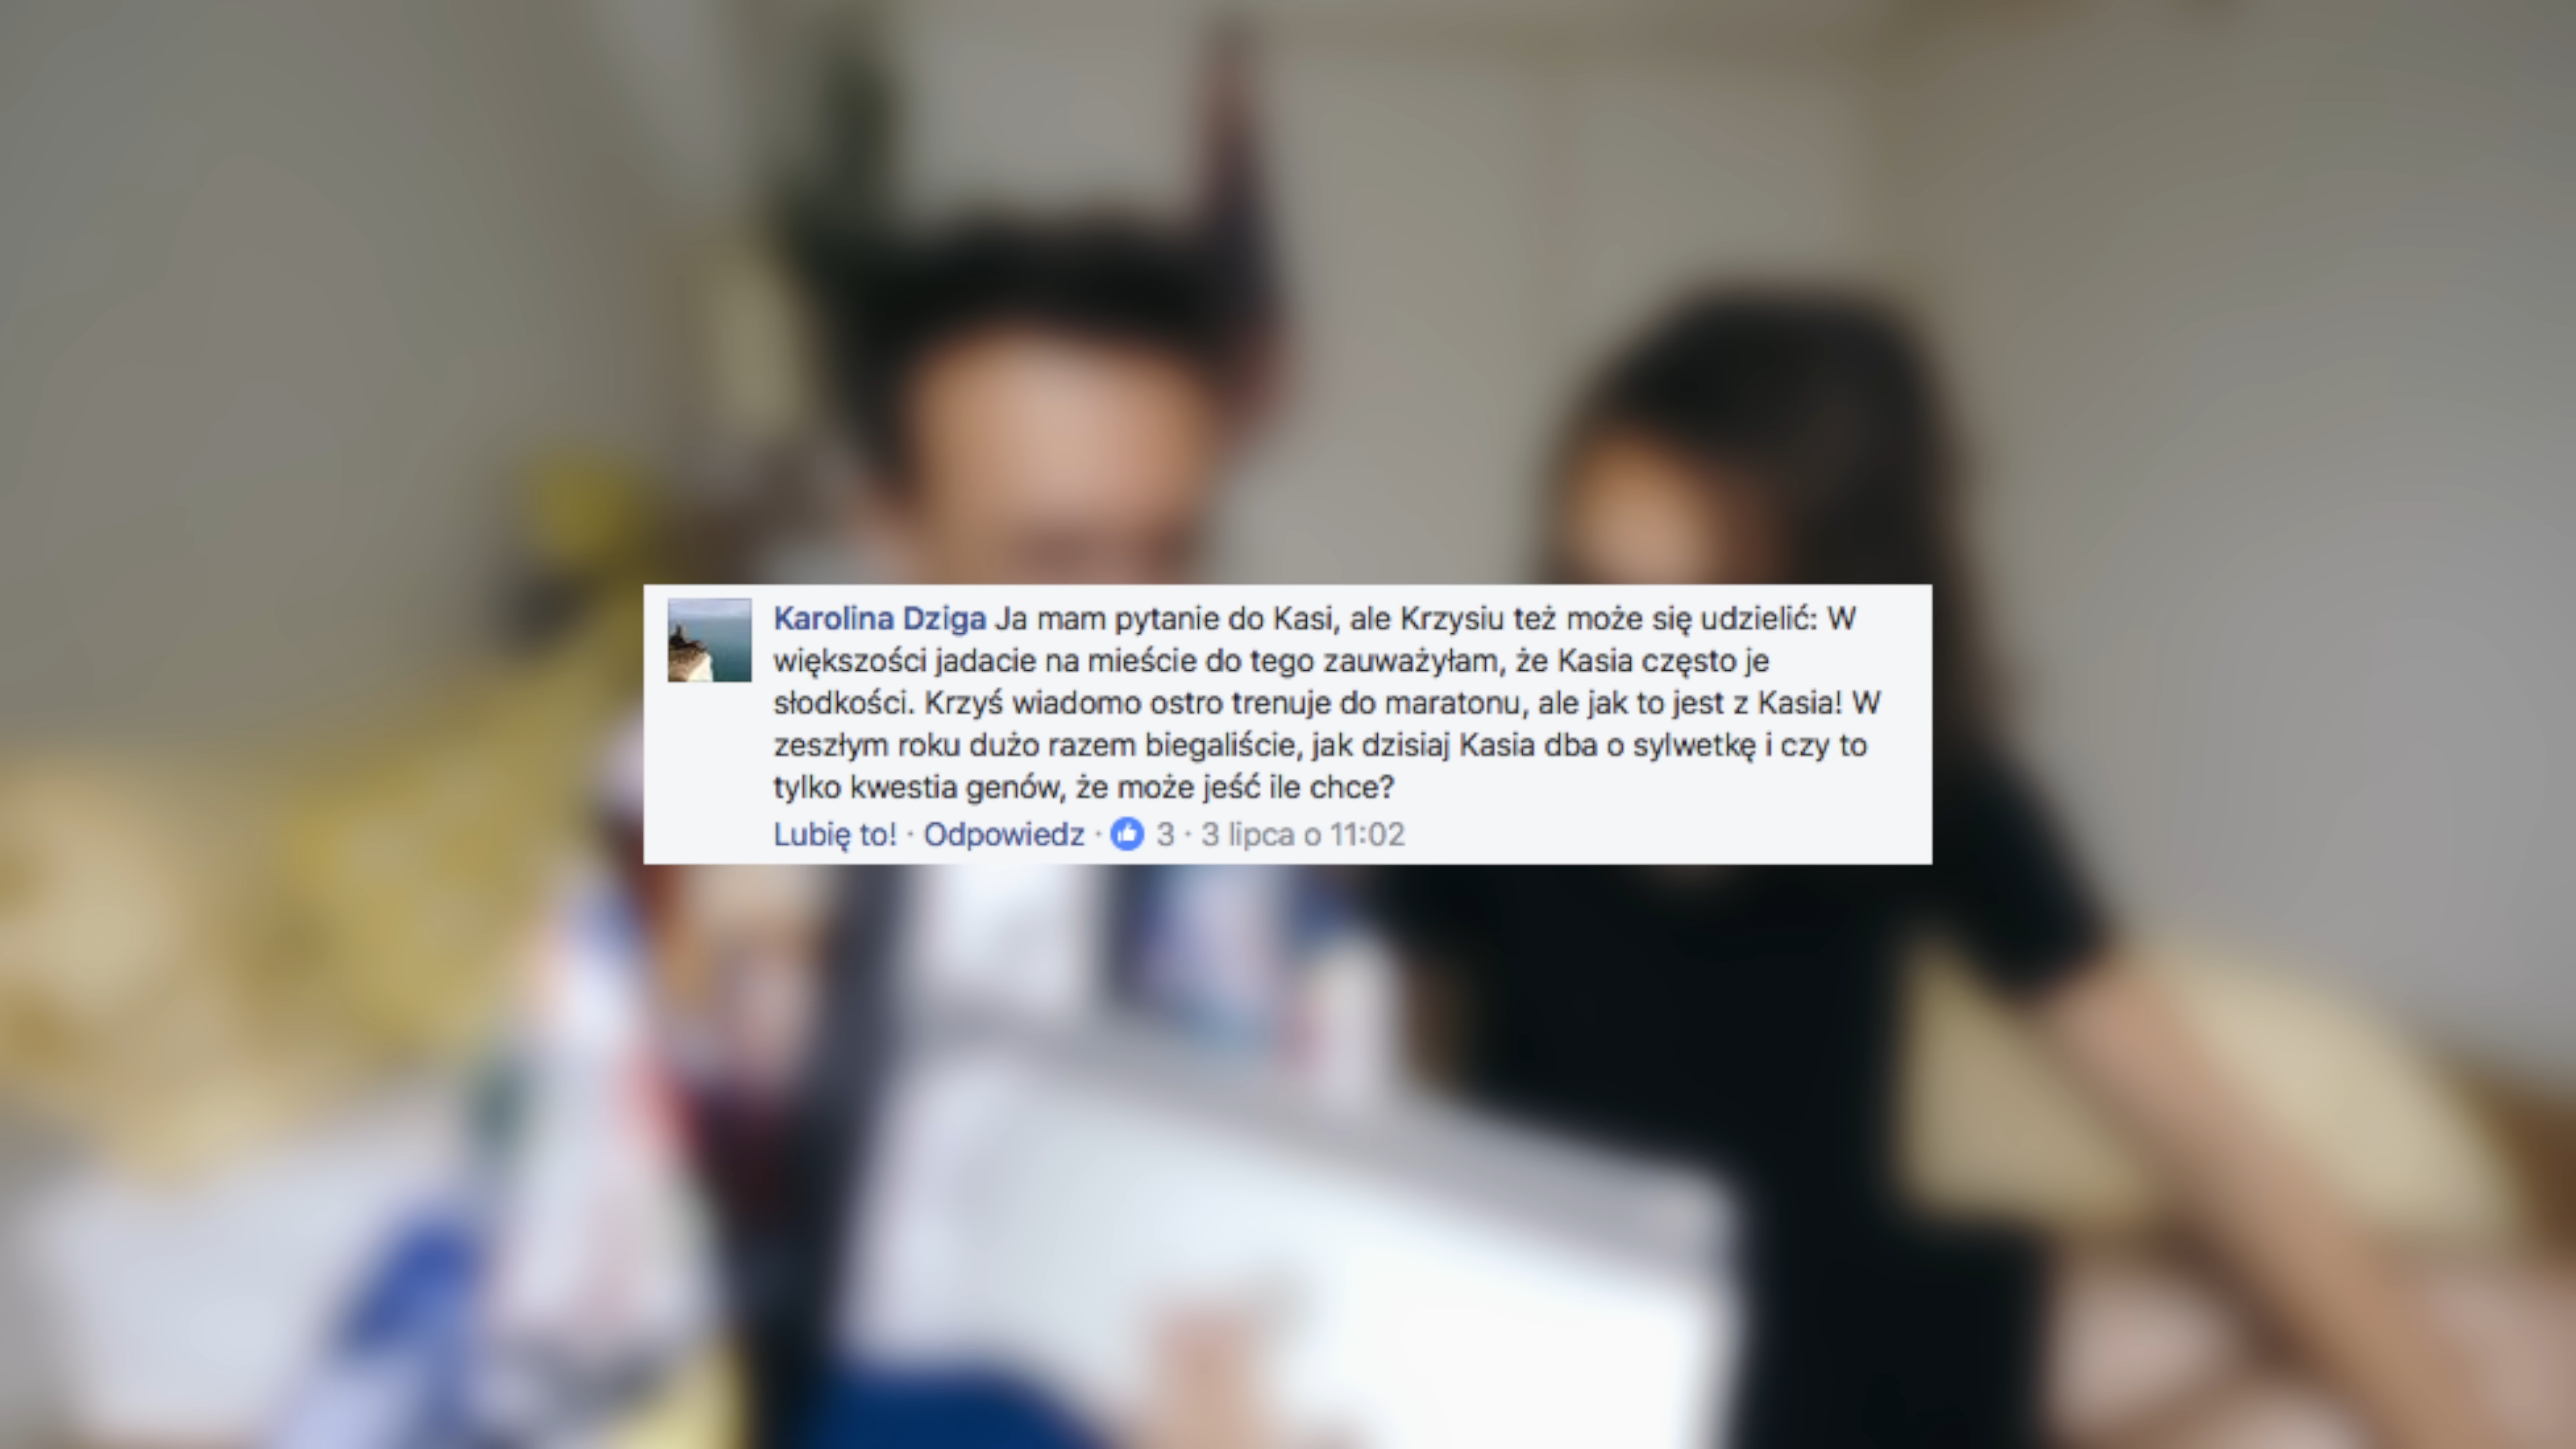 Karolina Dziga Ja mam pytanie do Kasi, ale Krzysiu też może się udzielić: W
większości jadacie na mieście do tego zauważyłam, że Kasia często je
słodkości. Krzyś wiadomo ostro trenuje do maratonu, ale jak to jest z Kasia! W
zeszłym roku dużo razem biegaliście, jak dzisiaj Kasia dba o sylwetkę i czy to
tylko kwestia genów, że może jeść ile chce?
Lubię to! · Odpowiedz · 3 · 3 lipca o 11:02